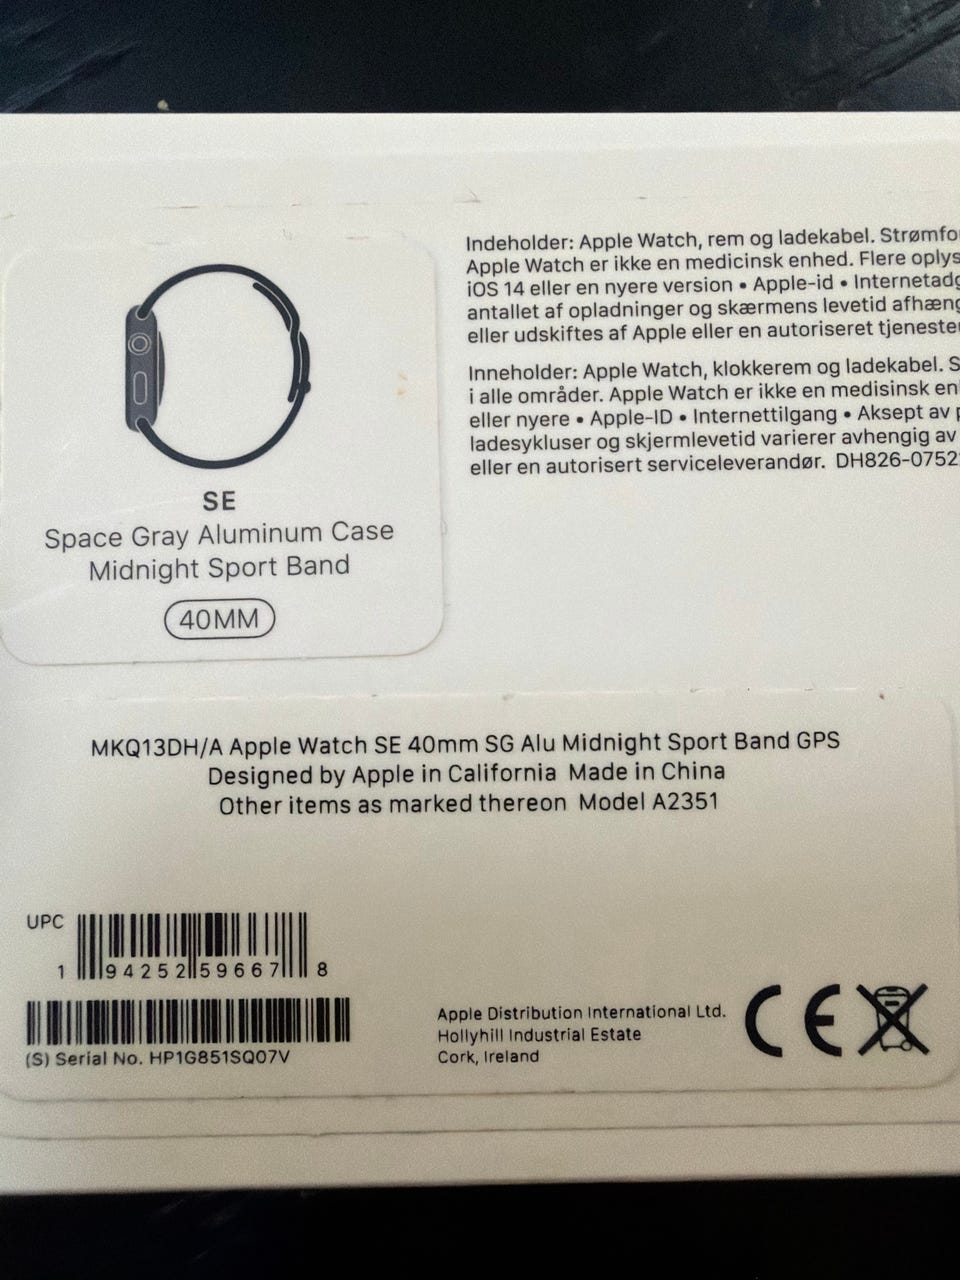 SE
Space Gray Aluminum Case
Midnight Sport Band
40MM
Indeholder: Apple Watch, rem og ladekabel. Strømfo
Apple Watch er ikke en medicinsk enhed. Flere oplys
iOS 14 eller en nyere version • Apple-id • Internetadg
antallet af opladninger og skærmens levetid afhæng
eller udskiftes af Apple eller en autoriseret tjeneste
Inneholder: Apple Watch, klokkerem og ladekabel. S
i alle områder. Apple Watch er ikke en medisinsk en
eller nyere • Apple-ID • Internettilgang • Aksept av
ladesykluser og skjermlevetid varierer avhengig av
eller en autorisert serviceleverandør. DH826-0752
MKQ13DH/A Apple Watch SE 40mm SG Alu Midnight Sport Band GPS
Designed by Apple in California Made in China
Other items as marked thereon Model A2351
UPC
1 94252 59667 8
(S) Serial No. HP1G851SQ07V
Apple Distribution International Ltd.
Hollyhill Industrial Estate
Cork, Ireland
CE